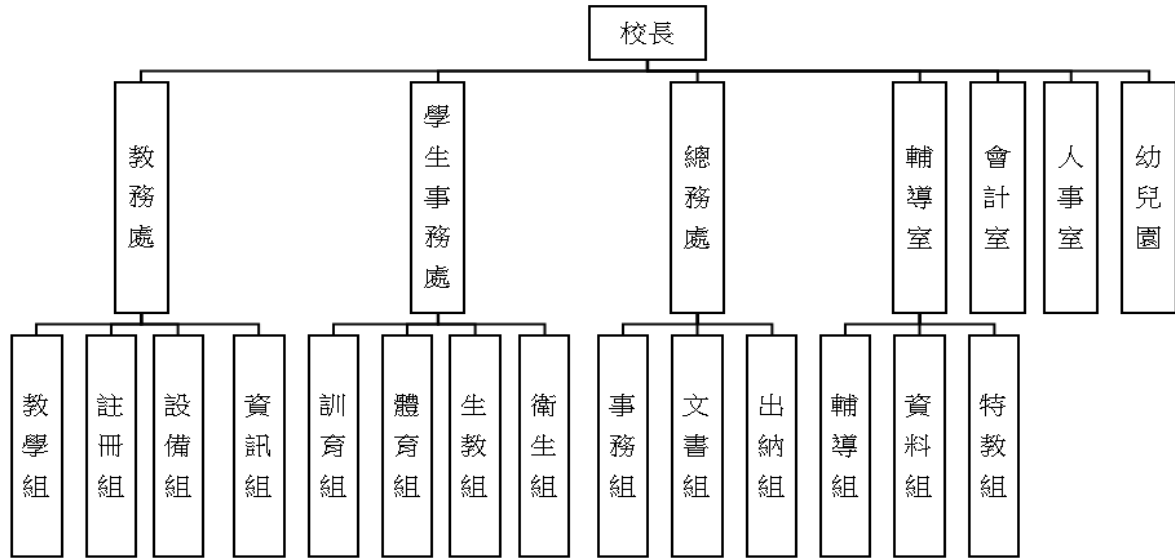 校長
教務處
學生事務處
總務處
輔導室
會計室
人事室
幼兒園
教學組
註冊組
設備組
資訊組
訓育組
體育組
生教組
衛生組
事務組
文書組
出納組
輔導組
資料組
特教組